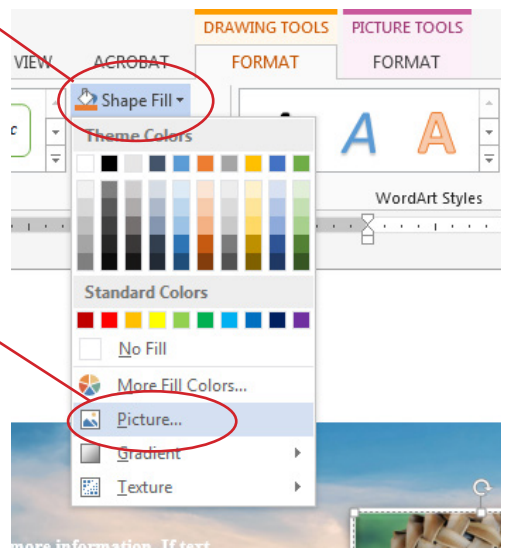 DRAWING TOOLS PICTURE TOOLS
VIEW ACROBAT FORMAT FORMAT
Shape Fill
A A
Theme Colors
WordArt Styles
Standard Colors
No Fill
More Fill Colors...
Picture...
Gradient
Texture
more information. If text